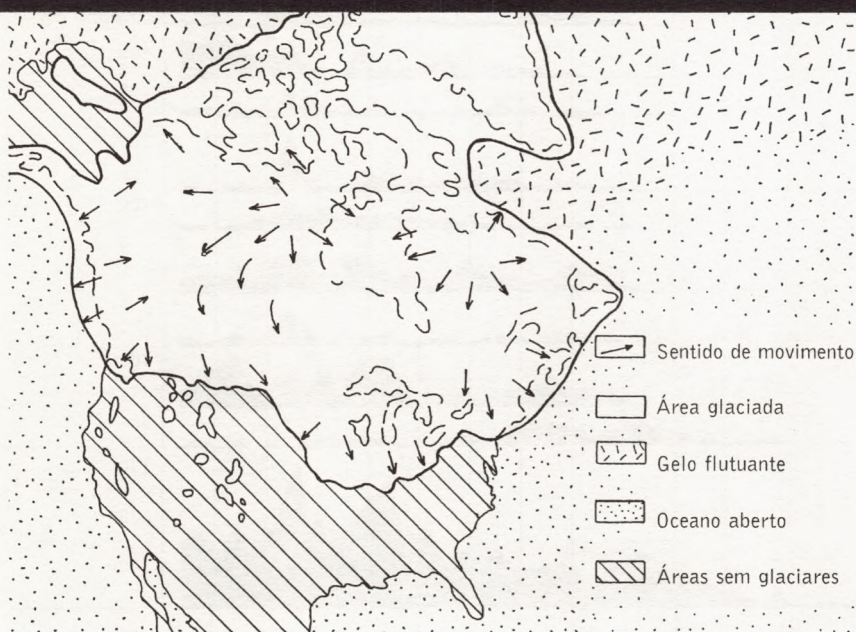 Sentido de movimento
Área glaciada
Gelo flutuante
Oceano aberto
Áreas sem glaciares